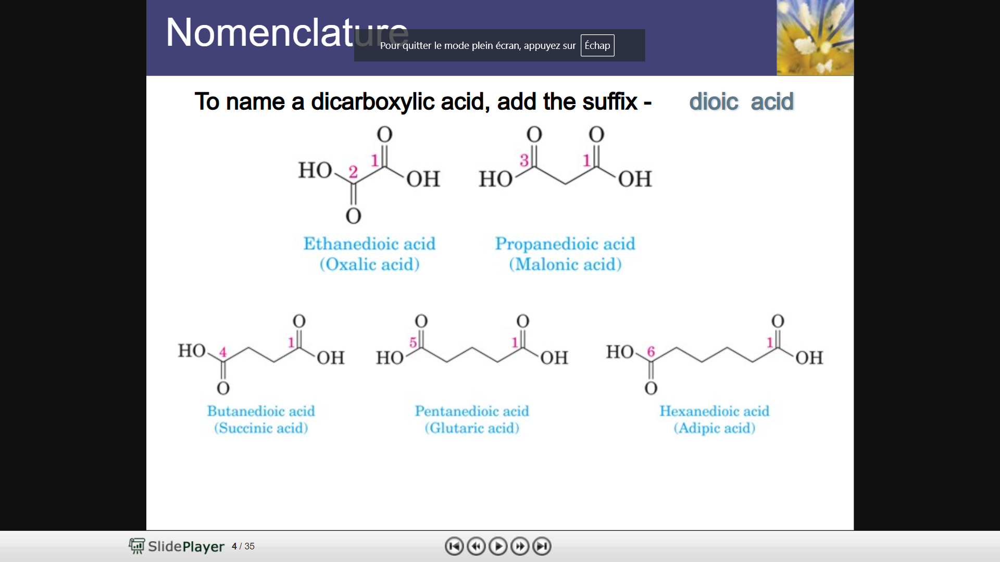 Nomenclature
Pour quitter le mode plein écran, appuyez sur Échap
To name a dicarboxylic acid, add the suffix - dioic acid
O O O
3 1
HO 2 1 OH HO OH
O
Ethanedioic acid Propanedioic acid
(Oxalic acid) (Malonic acid)
O O O O
1 5 1 1
HO 4 OH HO OH HO 6 OH
O O
Butanedioic acid Pentanedioic acid Hexanedioic acid
(Succinic acid) (Glutaric acid) (Adipic acid)
SlidePlayer 4 / 35